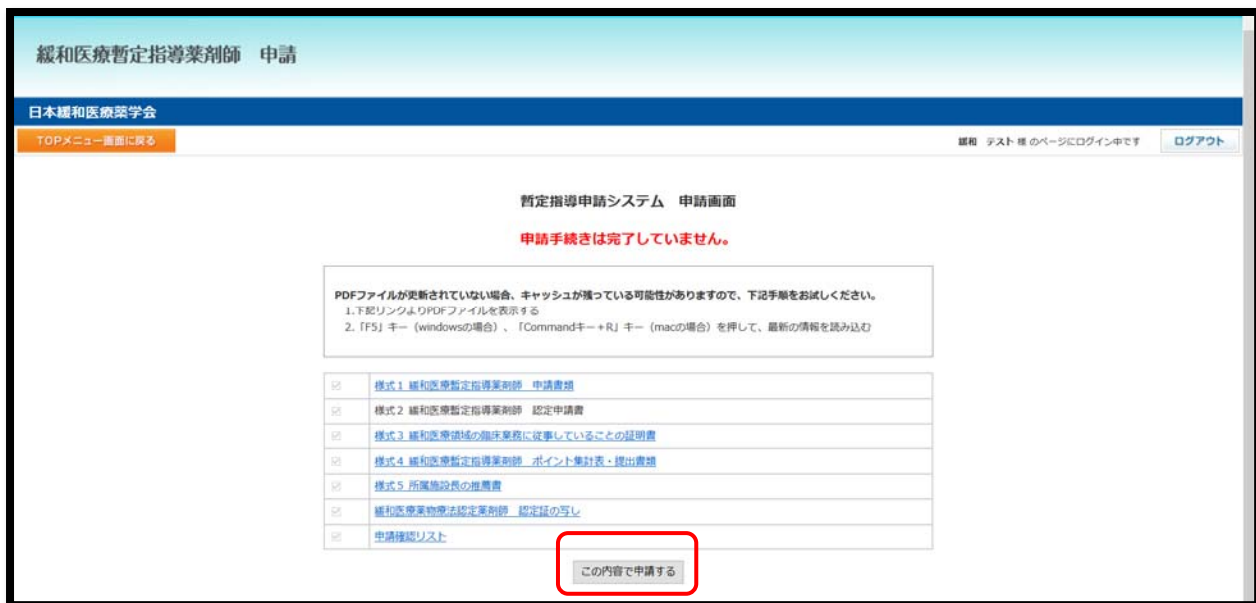 緩和医療暫定指導薬剤師　申請
日本緩和医療薬学会
TOPメニュー画面に戻る
緩和　テスト 様 のページにログイン中です
ログアウト
暫定指導申請システム　申請画面
申請手続きは完了していません。
PDFファイルが更新されていない場合、キャッシュが残っている可能性がありますので、下記手順をお試しください。
1.下記リンクよりPDFファイルを表示する
2.「F5」キー（windowsの場合）、「Commandキー+R」キー（macの場合）を押して、最新の情報を読み込む
様式1 緩和医療暫定指導薬剤師　申請書類
様式2 緩和医療暫定指導薬剤師　認定申請書
様式3 緩和医療領域の臨床業務に従事していることの証明書
様式4 緩和医療暫定指導薬剤師　ポイント集計表・提出書類
様式5 所属施設長の推薦書
緩和医療薬物療法認定薬剤師　認定証の写し
申請確認リスト
この内容で申請する